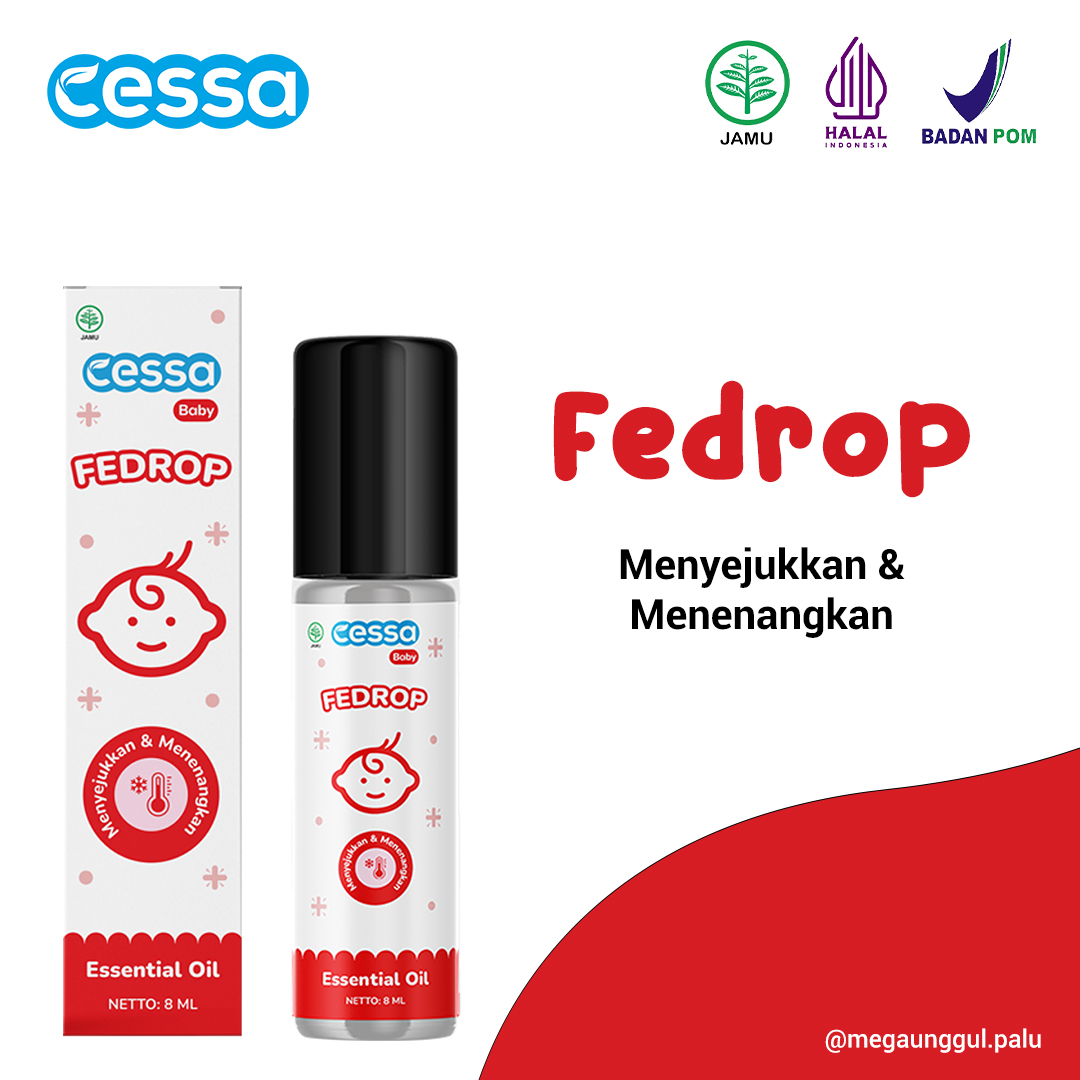 cessa
JAMU
HALAL
INDONESIA
BADAN POM
JAMU
cessa
Baby
FEDROP
Menyejukkan & Menenangkan
Essential Oil
NETTO: 8 ML
JAMU
cessa
Baby
FEDROP
Menyejukkan & Menenangkan
Essential Oil
NETTO: 8 ML
Fedrop
Menyejukkan &
Menenangkan
@megaunggul.palu